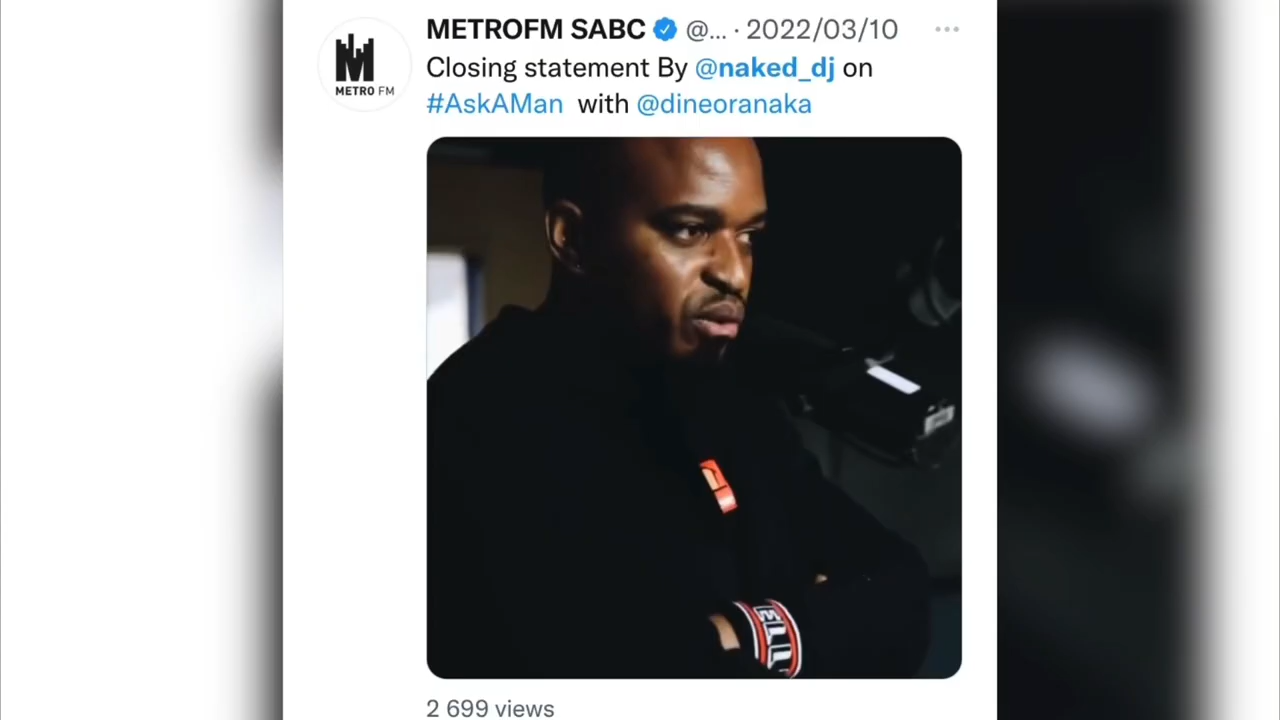 METROFM SABC @... · 2022/03/10 ...
Closing statement By @naked_dj on
#AskAMan with @dineoranaka
METRO FM
2 699 views